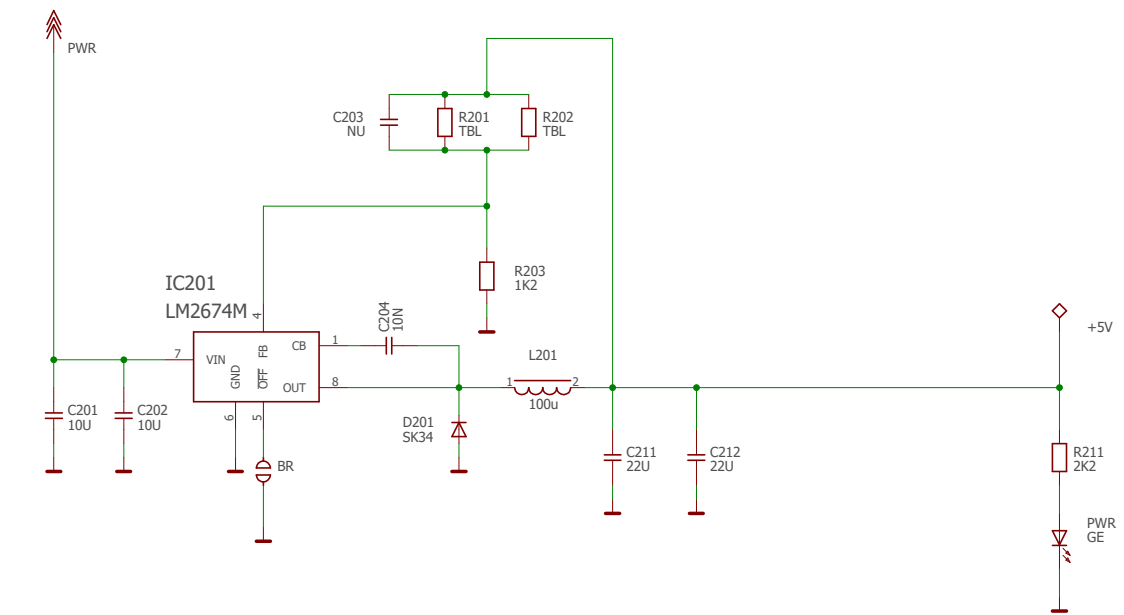 PWR
C203
NU
R201
TBL
R202
TBL
R203
1K2
IC201
LM2674M
4
C204
10N
7
VIN
FB
CB
1
GND
OFF
OUT
8
6
5
L201
1
2
100u
+5V
C201
10U
C202
10U
D201
SK34
BR
C211
22U
C212
22U
R211
2K2
PWR
GE